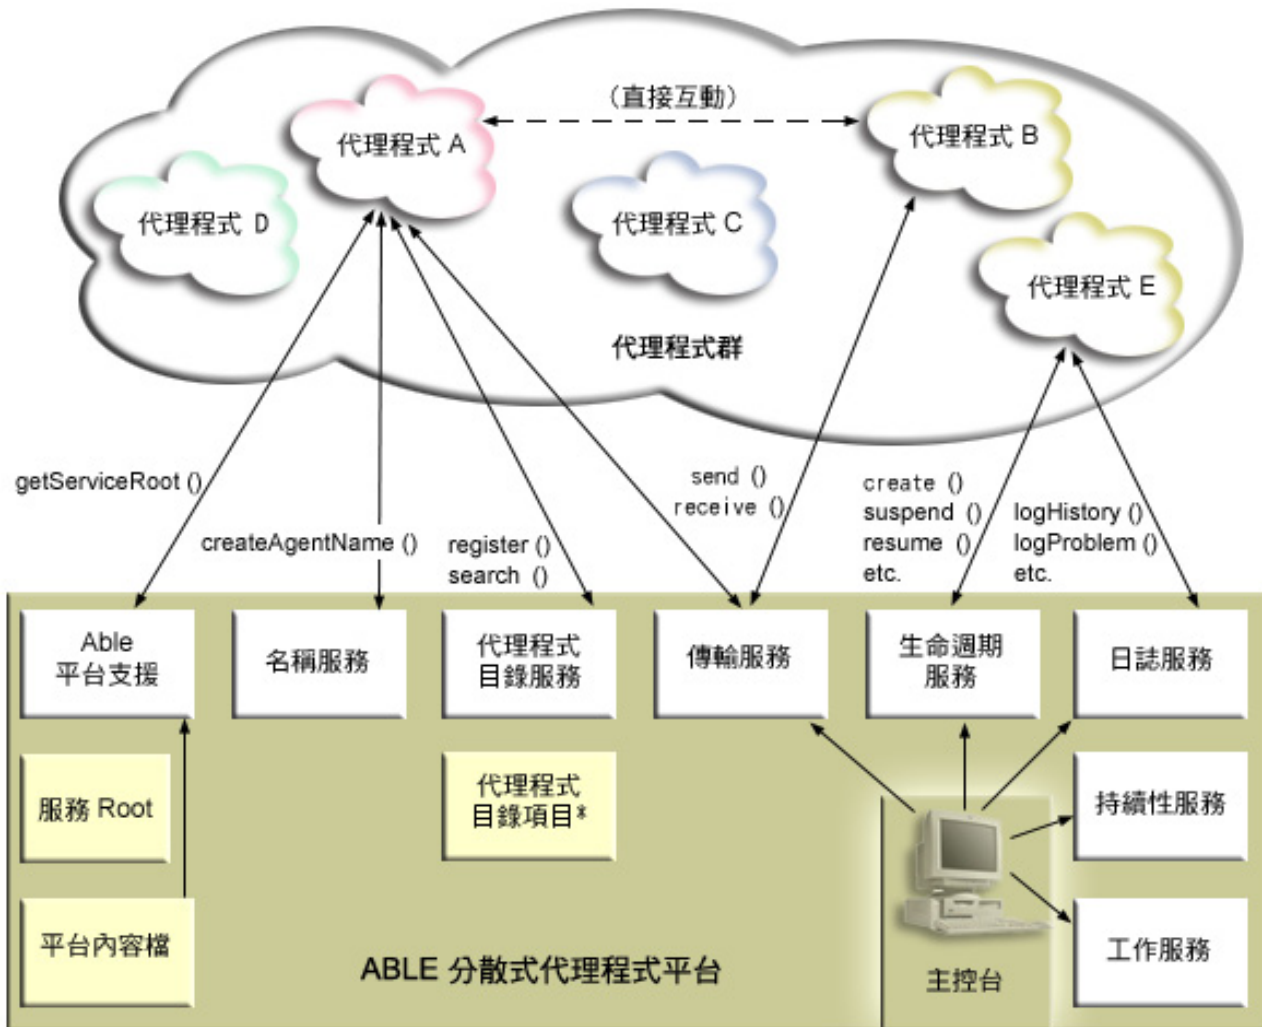 (直接互動)
代理程式 A
代理程式 B
代理程式 D
代理程式 C
代理程式 E
代理程式群
getServiceRoot ()
createAgentName ()
register ()
search ()
send ()
receive ()
create ()
suspend ()
resume ()
etc.
logHistory ()
logProblem ()
etc.
Able
平台支援
名稱服務
代理程式
目錄服務
傳輸服務
生命週期
服務
日誌服務
服務 Root
代理程式
目錄項目*
持續性服務
平台內容檔
ABLE 分散式代理程式平台
主控台
工作服務